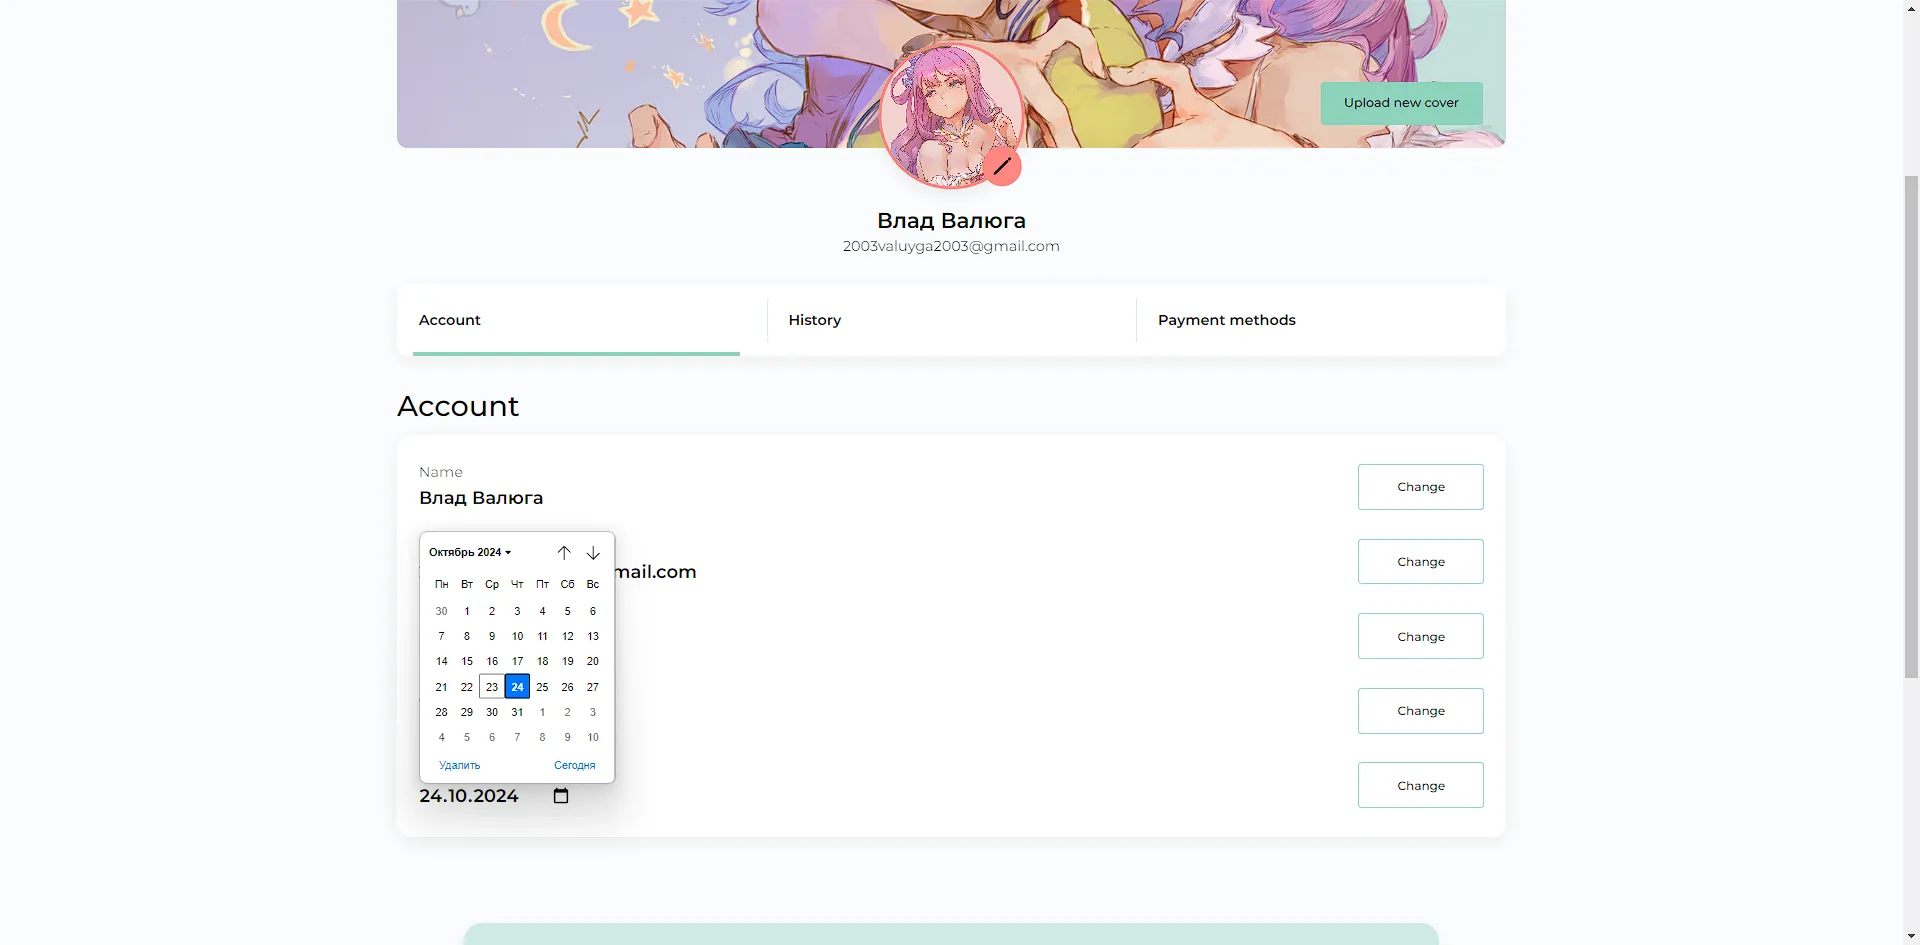 Upload new cover
Влад Валюга
2003valuyga2003@gmail.com
Account
History
Payment methods
Account
Name
Влад Валюга
Change
Октябрь 2024
mail.com
Change
Пн Вт Ср Чт Пт Сб Вс
30 1 2 3 4 5 6
7 8 9 10 11 12 13
Change
14 15 16 17 18 19 20
21 22 23 24 25 26 27
28 29 30 31 1 2 3
Change
4 5 6 7 8 9 10
Удалить Сегодня
24.10.2024
Change